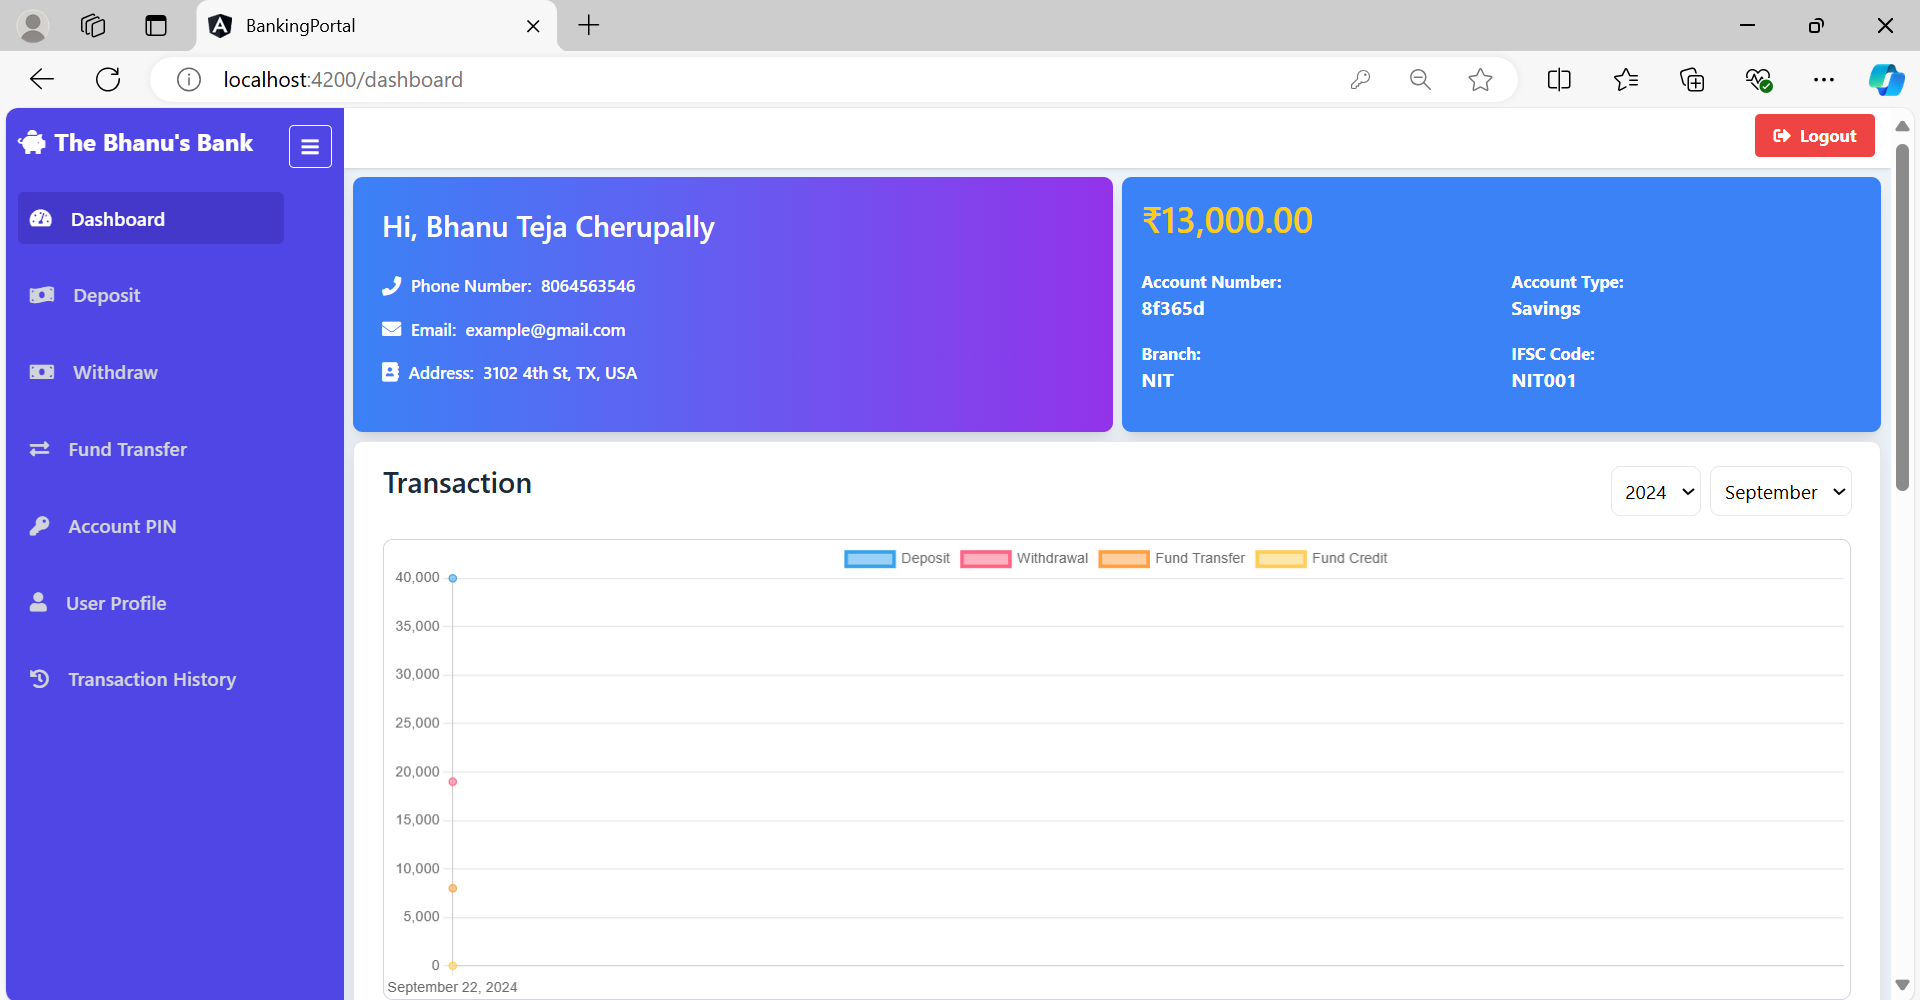 BankingPortal
localhost:4200/dashboard
The Bhanu's Bank
Logout
Dashboard
Deposit
Withdraw
Fund Transfer
Account PIN
User Profile
Transaction History
Hi, Bhanu Teja Cherupally
Phone Number: 8064563546
Email: example@gmail.com
Address: 3102 4th St, TX, USA
₹13,000.00
Account Number:
8f365d
Account Type:
Savings
Branch:
NIT
IFSC Code:
NIT001
Transaction
2024
September
Deposit Withdrawal Fund Transfer Fund Credit
40,000
35,000
30,000
25,000
20,000
15,000
10,000
5,000
0
September 22, 2024